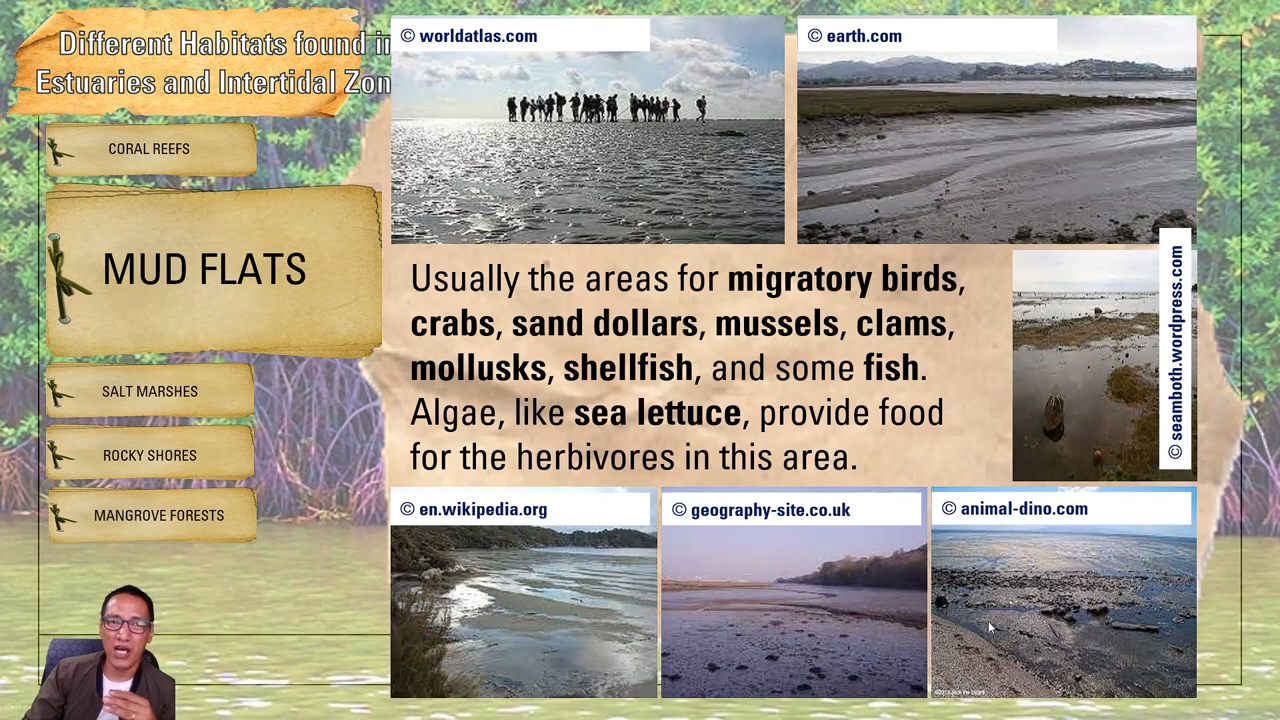 Different Habitats found in
Estuaries and Intertidal Zon
CORAL REEFS
MUD FLATS
SALT MARSHES
ROCKY SHORES
MANGROVE FORESTS
© worldatlas.com
© earth.com
Usually the areas for migratory birds,
crabs, sand dollars, mussels, clams,
mollusks, shellfish, and some fish.
Algae, like sea lettuce, provide food
for the herbivores in this area.
© seamboth.wordpress.com
© en.wikipedia.org
© geography-site.co.uk
© animal-dino.com